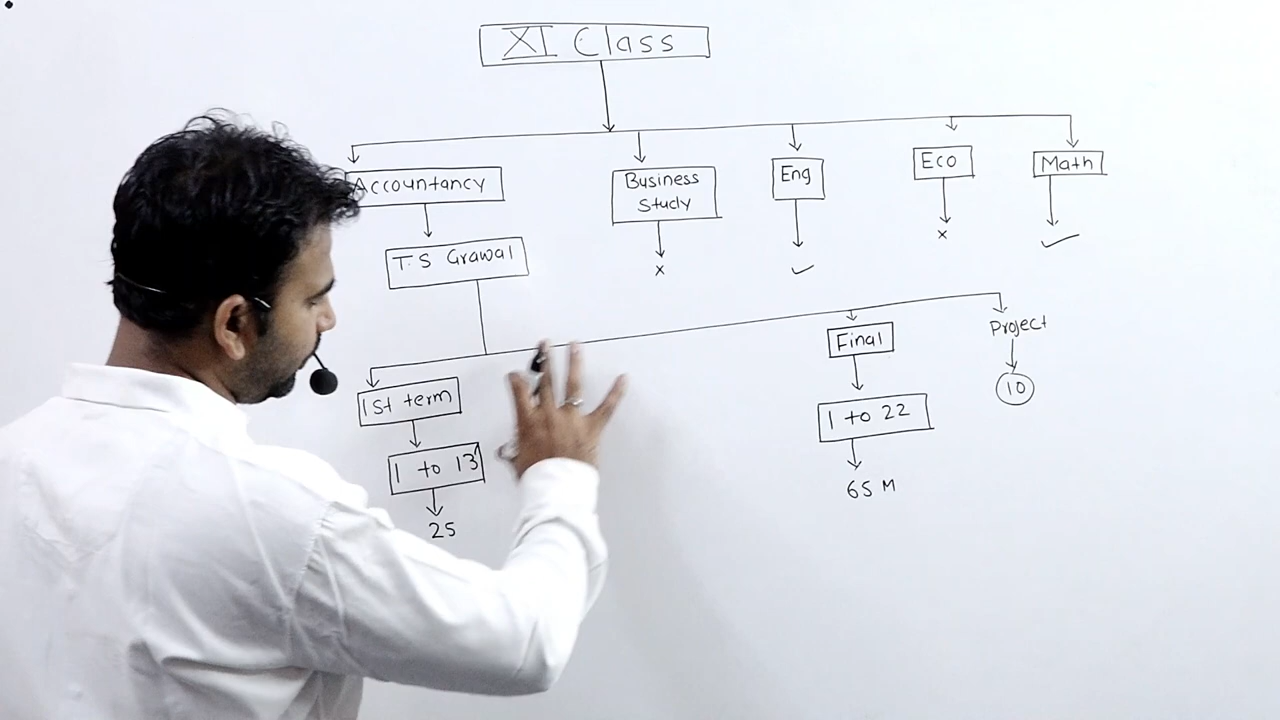 XI Class
Accountancy
Business
Study
Eng
Eco
Math
T.S Grawal
x
✓
x
✓
1st term
Final
Project
1 to 13
1 to 22
10
25
65 M